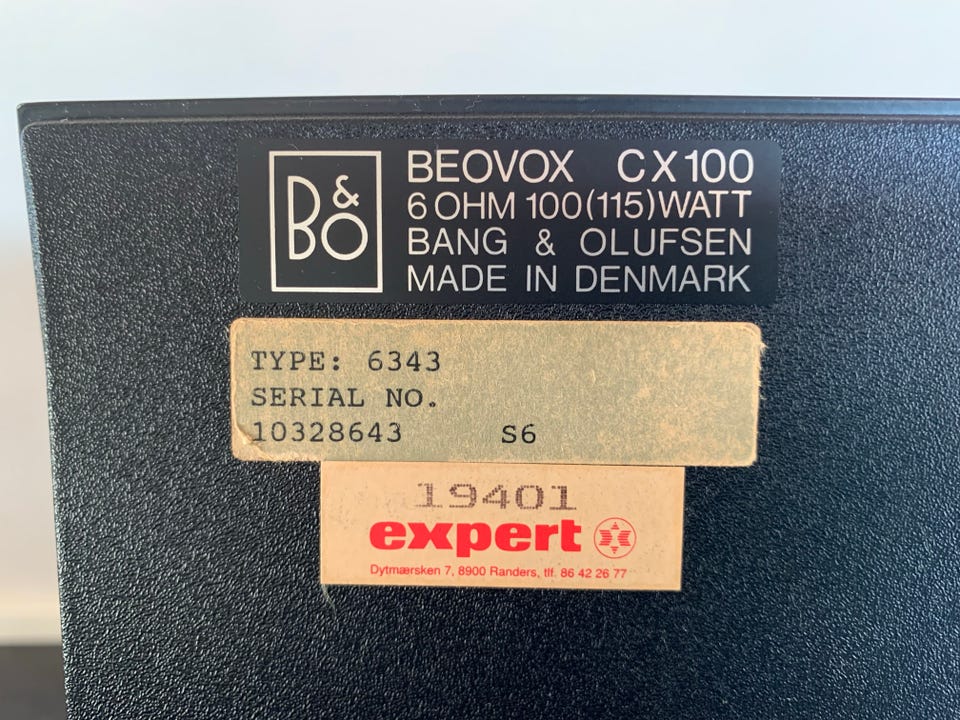 B&O
BEOVOX CX100
6 OHM 100(115)WATT
BANG & OLUFSEN
MADE IN DENMARK
TYPE: 6343
SERIAL NO.
10328643 S6
19401
expert
Dytmærsken 7, 8900 Randers, tlf. 86 42 26 77